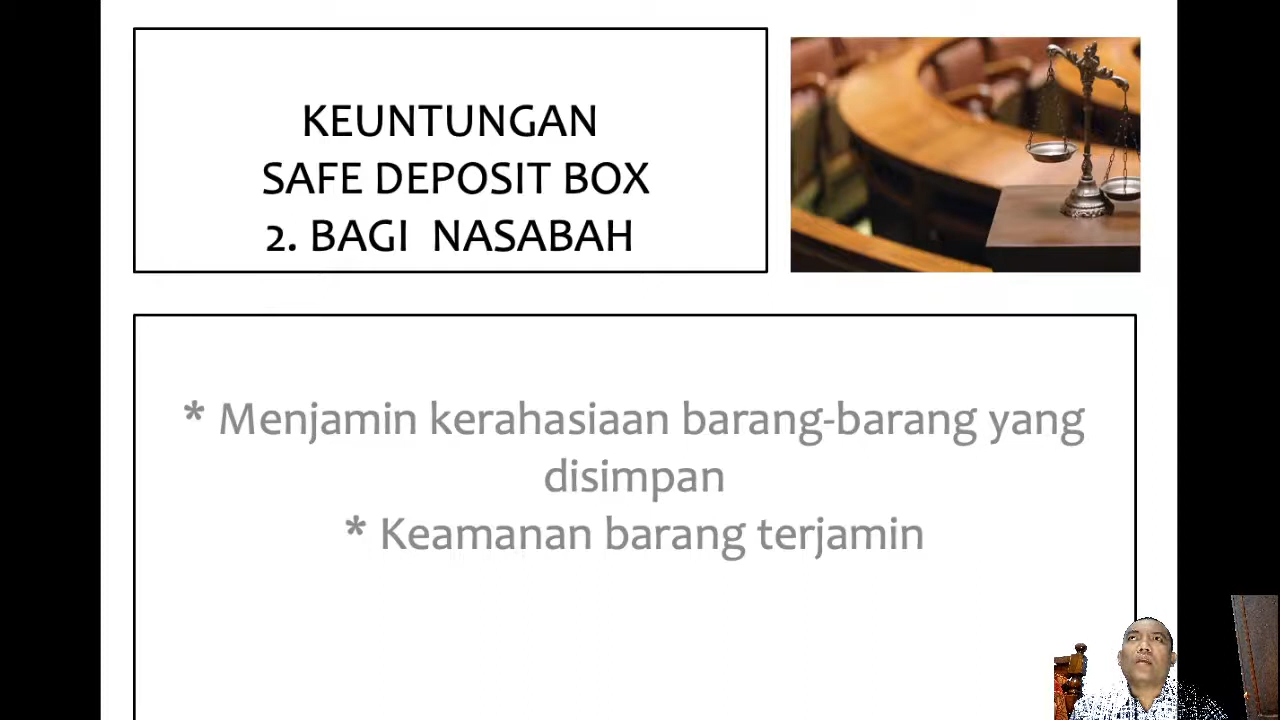 KEUNTUNGAN
SAFE DEPOSIT BOX
2. BAGI  NASABAH
* Menjamin kerahasiaan barang-barang yang
disimpan
* Keamanan barang terjamin